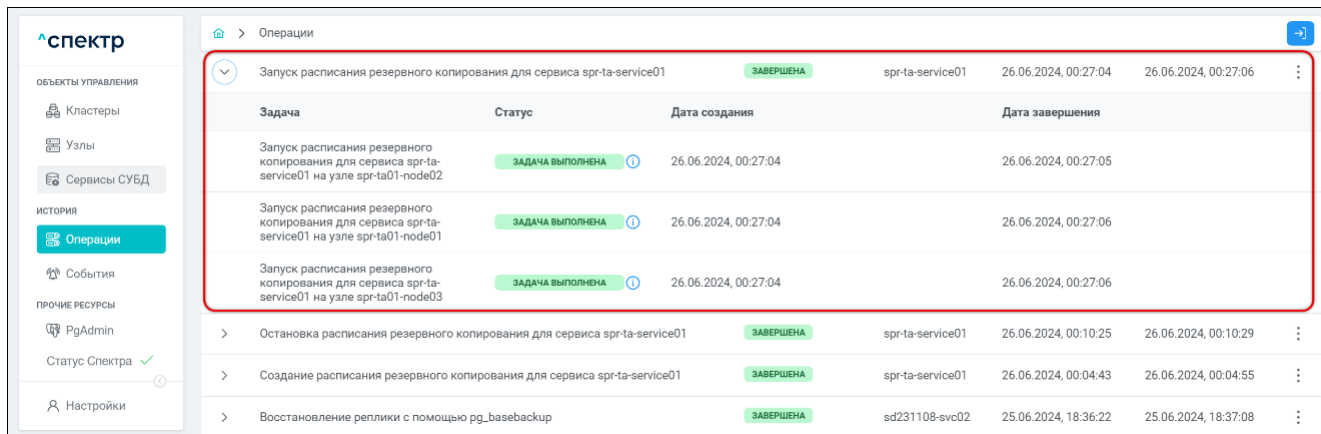 ^спектр
ОБЪЕКТЫ УПРАВЛЕНИЯ
Кластеры
Узлы
Сервисы СУБД
ИСТОРИЯ
Операции
События
ПРОЧИЕ РЕСУРСЫ
PgAdmin
Статус Спектра
Настройки
Операции
Запуск расписания резервного копирования для сервиса spr-ta-service01 ЗАВЕРШЕНА spr-ta-service01 26.06.2024, 00:27:04 26.06.2024, 00:27:06
Задача Статус Дата создания Дата завершения
Запуск расписания резервного
копирования для сервиса spr-ta-
service01 на узле spr-ta01-node02
ЗАДАЧА ВЫПОЛНЕНА 26.06.2024, 00:27:04 26.06.2024, 00:27:05
Запуск расписания резервного
копирования для сервиса spr-ta-
service01 на узле spr-ta01-node01
ЗАДАЧА ВЫПОЛНЕНА 26.06.2024, 00:27:04 26.06.2024, 00:27:06
Запуск расписания резервного
копирования для сервиса spr-ta-
service01 на узле spr-ta01-node03
ЗАДАЧА ВЫПОЛНЕНА 26.06.2024, 00:27:04 26.06.2024, 00:27:06
Остановка расписания резервного копирования для сервиса spr-ta-service01 ЗАВЕРШЕНА spr-ta-service01 26.06.2024, 00:10:25 26.06.2024, 00:10:29
Создание расписания резервного копирования для сервиса spr-ta-service01 ЗАВЕРШЕНА spr-ta-service01 26.06.2024, 00:04:43 26.06.2024, 00:04:55
Восстановление реплики с помощью pg_basebackup ЗАВЕРШЕНА sd231108-svc02 25.06.2024, 18:36:22 25.06.2024, 18:37:08